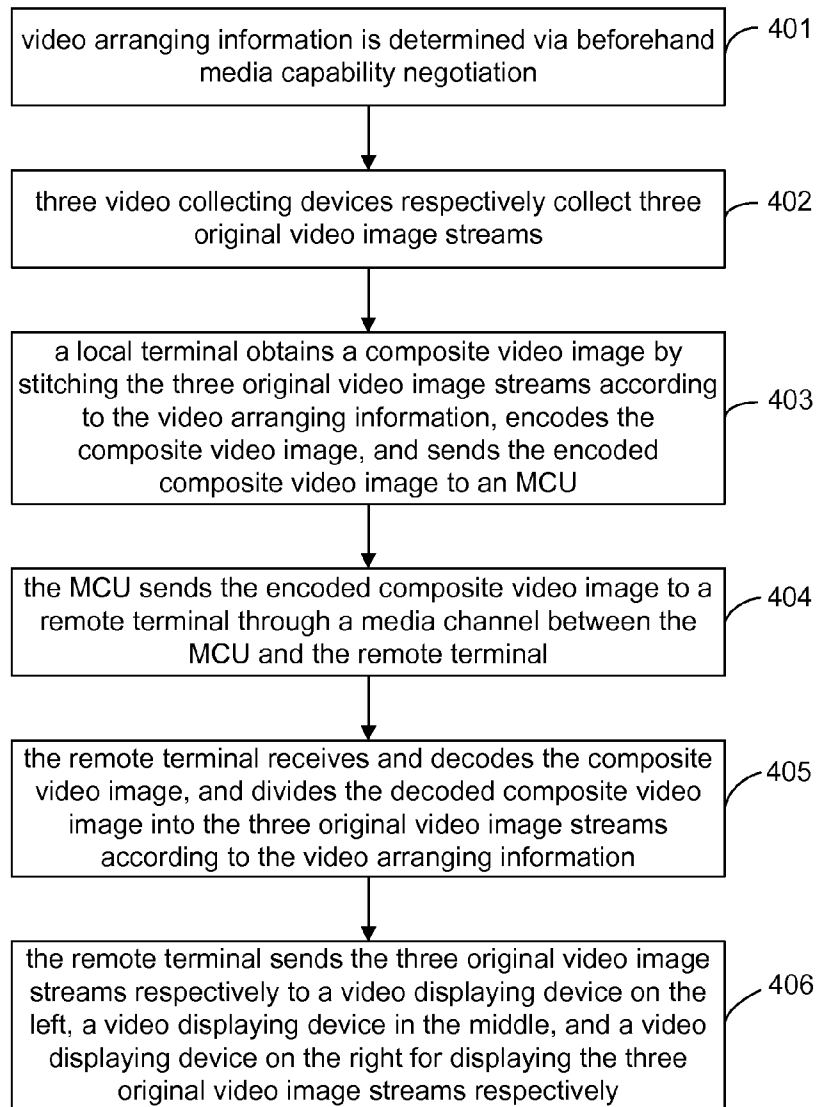 video arranging information is determined via beforehand
media capability negotiation
401
three video collecting devices respectively collect three
original video image streams
402
a local terminal obtains a composite video image by
stitching the three original video image streams according
to the video arranging information, encodes the
composite video image, and sends the encoded
composite video image to an MCU
403
the MCU sends the encoded composite video image to a
remote terminal through a media channel between the
MCU and the remote terminal
404
the remote terminal receives and decodes the composite
video image, and divides the decoded composite video
image into the three original video image streams
according to the video arranging information
405
the remote terminal sends the three original video image
streams respectively to a video displaying device on the
left, a video displaying device in the middle, and a video
displaying device on the right for displaying the three
original video image streams respectively
406